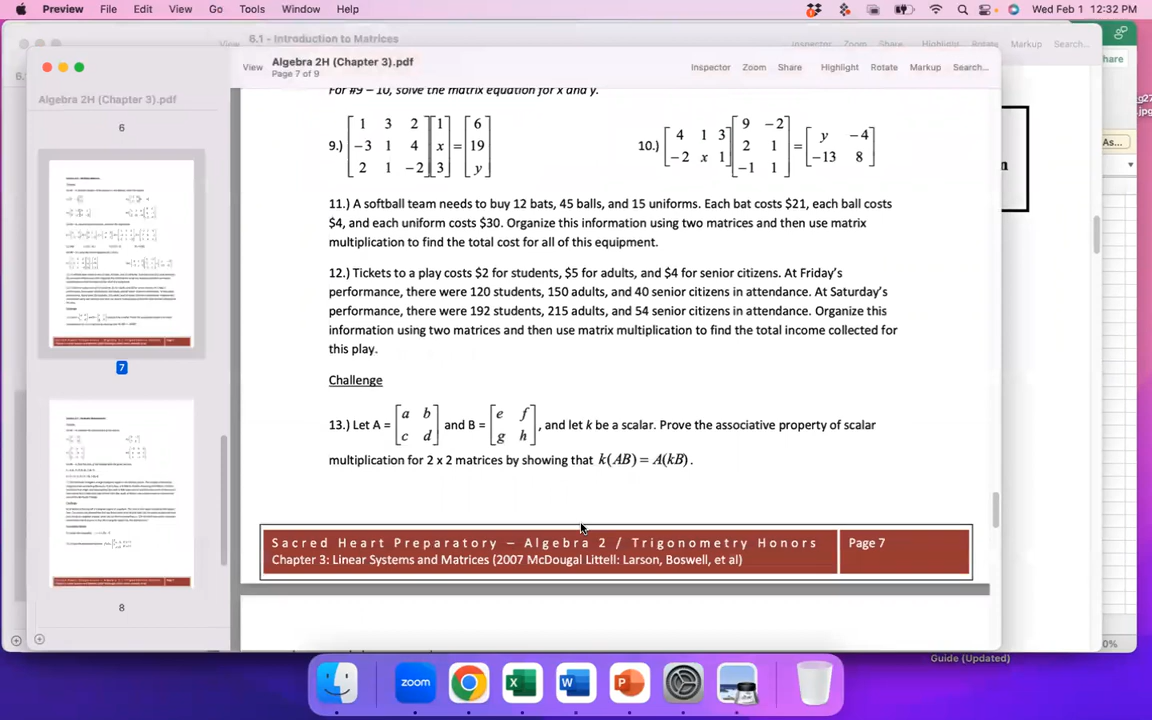 Preview File Edit View Go Tools Window Help
Wed Feb 1 12:32 PM
6.1 - Introduction to Matrices
View
Inspector Zoom Share Highlight Rotate Markup Search...
Algebra 2H (Chapter 3).pdf
Page 7 of 9
View
Inspector Zoom Share Highlight Rotate Markup Search...
Algebra 2H (Chapter 3).pdf
6
7
8
For #9 – 10, solve the matrix equation for x and y.
9.) [1 3 2; −3 1 4; 2 1 −2] [1; x; 3] = [6; 19; y]
10.) [4 1 3; −2 x 1] [9 −2; 2 1; −1 1] = [y −4; −13 8]
11.) A softball team needs to buy 12 bats, 45 balls, and 15 uniforms. Each bat costs $21, each ball costs
$4, and each uniform costs $30. Organize this information using two matrices and then use matrix
multiplication to find the total cost for all of this equipment.
12.) Tickets to a play costs $2 for students, $5 for adults, and $4 for senior citizens. At Friday's
performance, there were 120 students, 150 adults, and 40 senior citizens in attendance. At Saturday's
performance, there were 192 students, 215 adults, and 54 senior citizens in attendance. Organize this
information using two matrices and then use matrix multiplication to find the total income collected for
this play.
Challenge
13.) Let A = [a b; c d] and B = [e f; g h], and let k be a scalar. Prove the associative property of scalar
multiplication for 2 x 2 matrices by showing that k(AB) = A(kB).
Sacred Heart Preparatory – Algebra 2 / Trigonometry Honors
Chapter 3: Linear Systems and Matrices (2007 McDougal Littell: Larson, Boswell, et al)
Page 7
Guide (Updated)
zoom